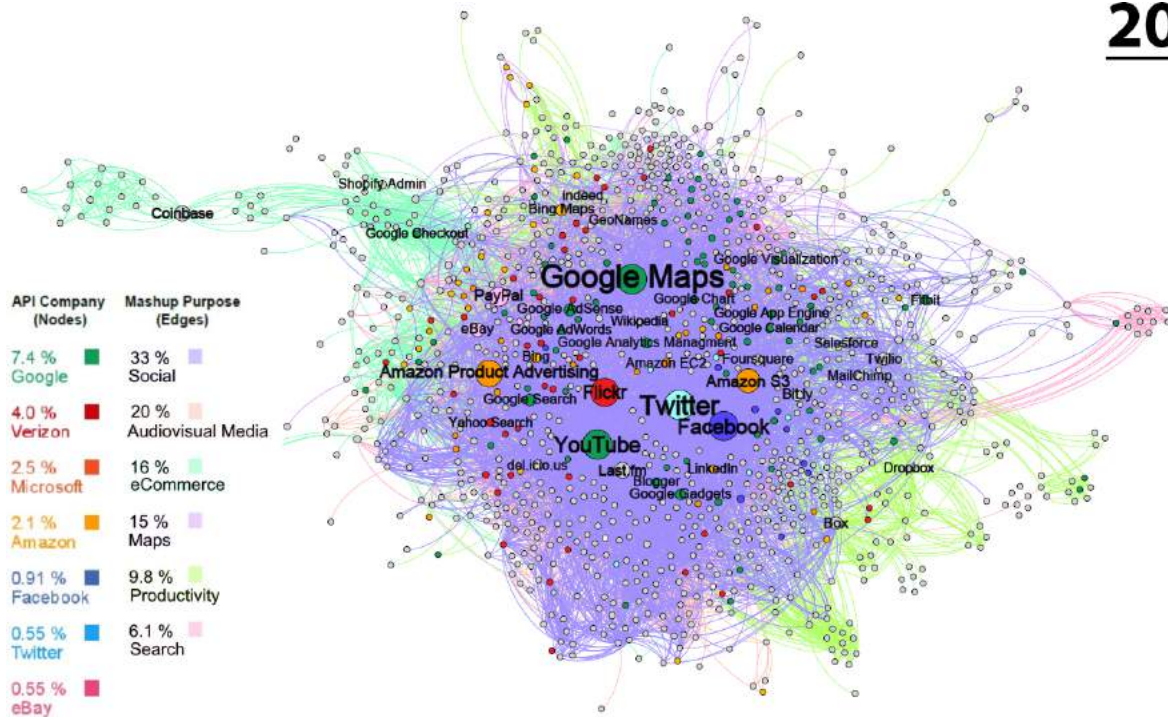 20
Shopify Admin
Coinbase
Indeed,
Bing Maps
GeoNames
Google Checkout
Google Visualization
Google Maps
PayPal
Google Chart
Fitbit
Google AdSense
Google App Engine
Wikipedia
eBay
Google AdWords
Google Calendar
Google Analytics Managment
Salesforce
Bing
Amazon EC2
Foursquare
Twilio
Amazon Product Advertising
Amazon S3
MailChimp
Flickr
Bit.ly
Google Search
Twitter
Yahoo Search
Facebook
YouTube
del.icio.us
Last.fm
LinkedIn
Dropbox
Blogger
Google Gadgets
Box
API Company
(Nodes)
7.4 %
Google
4.0 %
Verizon
2.5 %
Microsoft
2.1 %
Amazon
0.91 %
Facebook
0.55 %
Twitter
0.55 %
eBay
Mashup Purpose
(Edges)
33 %
Social
20 %
Audiovisual Media
16 %
eCommerce
15 %
Maps
9.8 %
Productivity
6.1 %
Search